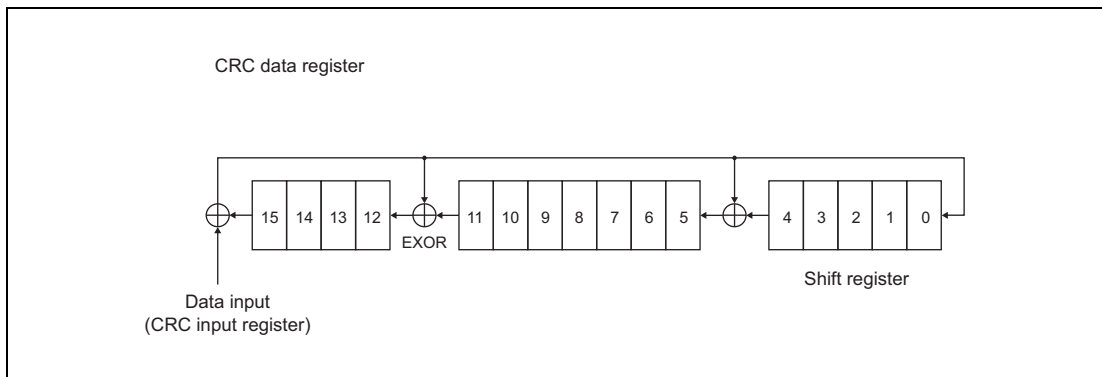 CRC data register
15 14 13 12 11 10 9 8 7 6 5 4 3 2 1 0
EXOR
Shift register
Data input
(CRC input register)